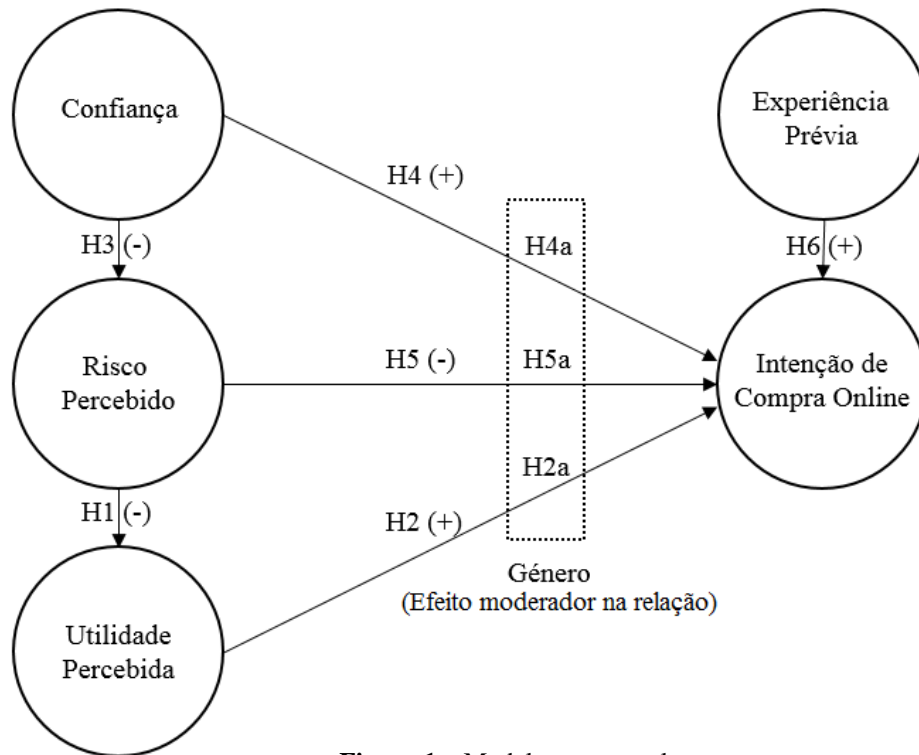 Confiança
Experiência
Prévia
H4 (+)
H3 (-)
H4a
H6 (+)
Risco
Percebido
H5 (-)
H5a
Intenção de
Compra Online
H2a
H1 (-)
H2 (+)
Género
(Efeito moderador na relação)
Utilidade
Percebida